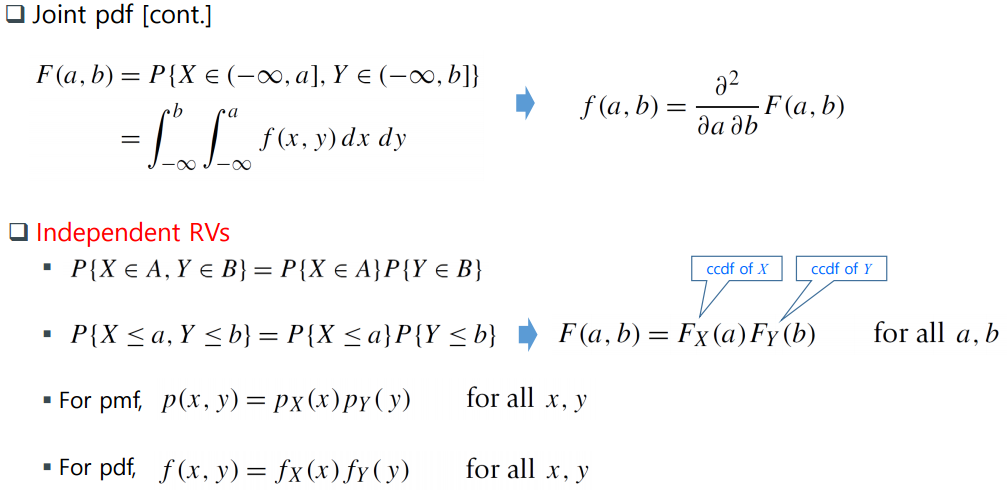 ❑ Joint pdf [cont.]
F(a, b) = P{X ∈ (−∞, a], Y ∈ (−∞, b]}
= ∫_{−∞}^{b} ∫_{−∞}^{a} f(x, y) dx dy
f(a, b) = ∂²/∂a ∂b F(a, b)
❑ Independent RVs
▪ P{X ∈ A, Y ∈ B} = P{X ∈ A}P{Y ∈ B}
ccdf of X
ccdf of Y
▪ P{X ≤ a, Y ≤ b} = P{X ≤ a}P{Y ≤ b} F(a, b) = F_X(a)F_Y(b) for all a, b
▪ For pmf, p(x, y) = p_X(x)p_Y(y) for all x, y
▪ For pdf, f(x, y) = f_X(x)f_Y(y) for all x, y